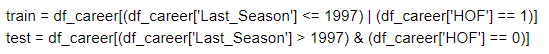 train = df_career[(df_career['Last_Season'] <= 1997) | (df_career['HOF'] == 1)]
test = df_career[(df_career['Last_Season'] > 1997) & (df_career['HOF'] == 0)]